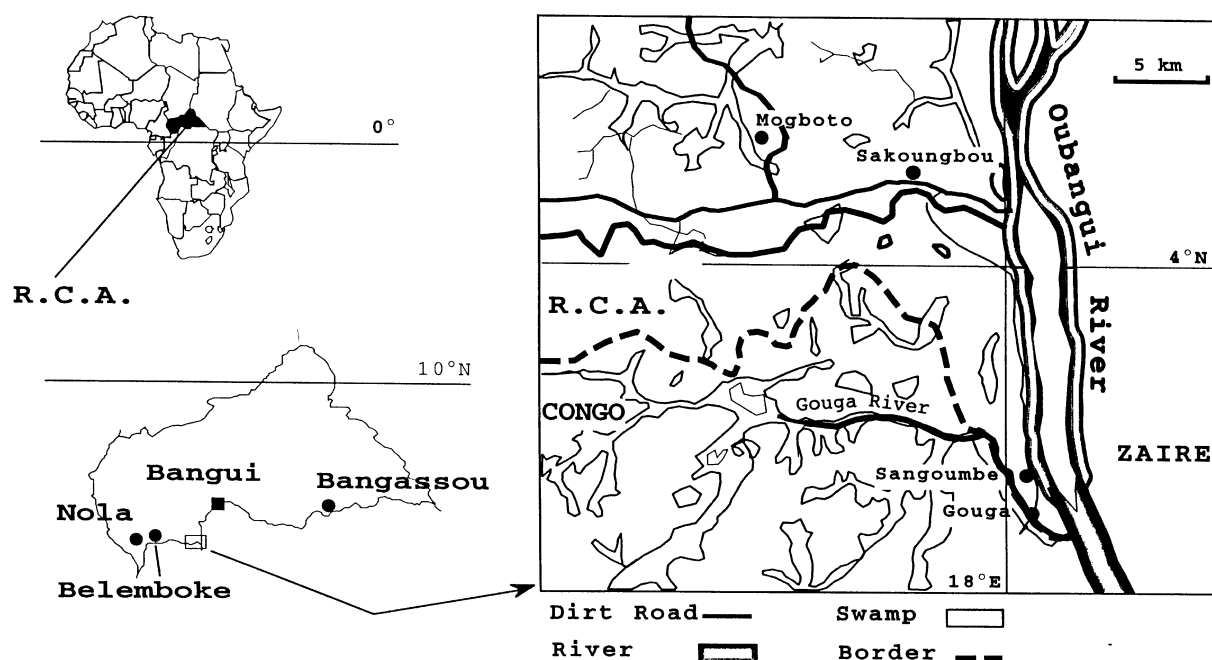 0°
R.C.A.
10°N
Bangui
Bangassou
Nola
Belemboke
5 km
Mogboto
Sakoungbou
Oubangui
River
4°N
R.C.A.
CONGO
Gouga River
ZAIRE
Sangoumbe
Gouga
18°E
Dirt Road
Swamp
River
Border